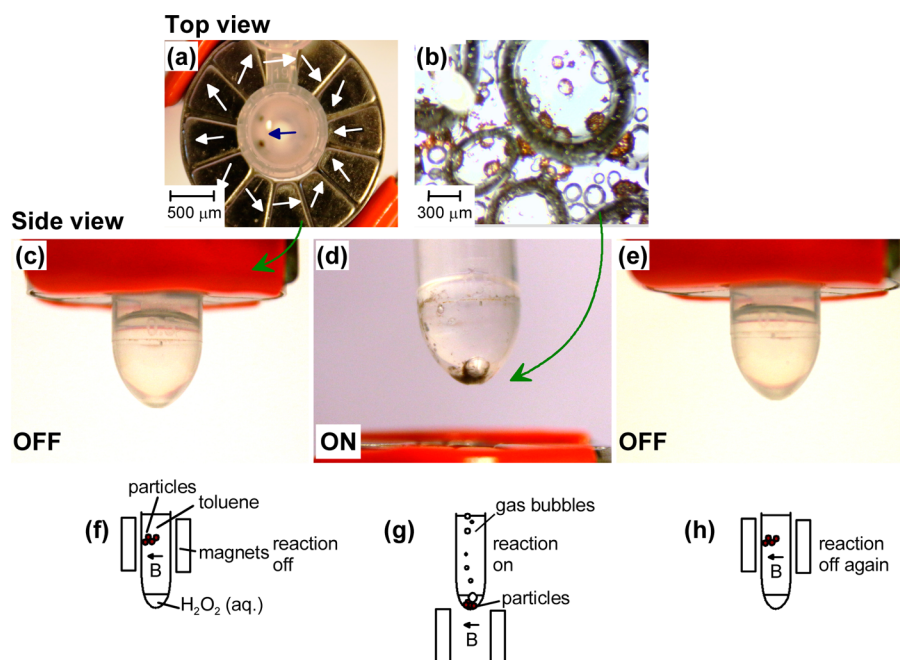 Top view
(a)
500 μm
(b)
300 μm
Side view
(c)
OFF
(d)
ON
(e)
OFF
(f)
particles
toluene
magnets
B
reaction
off
H₂O₂ (aq.)
(g)
gas bubbles
reaction
on
particles
B
(h)
B
reaction
off again